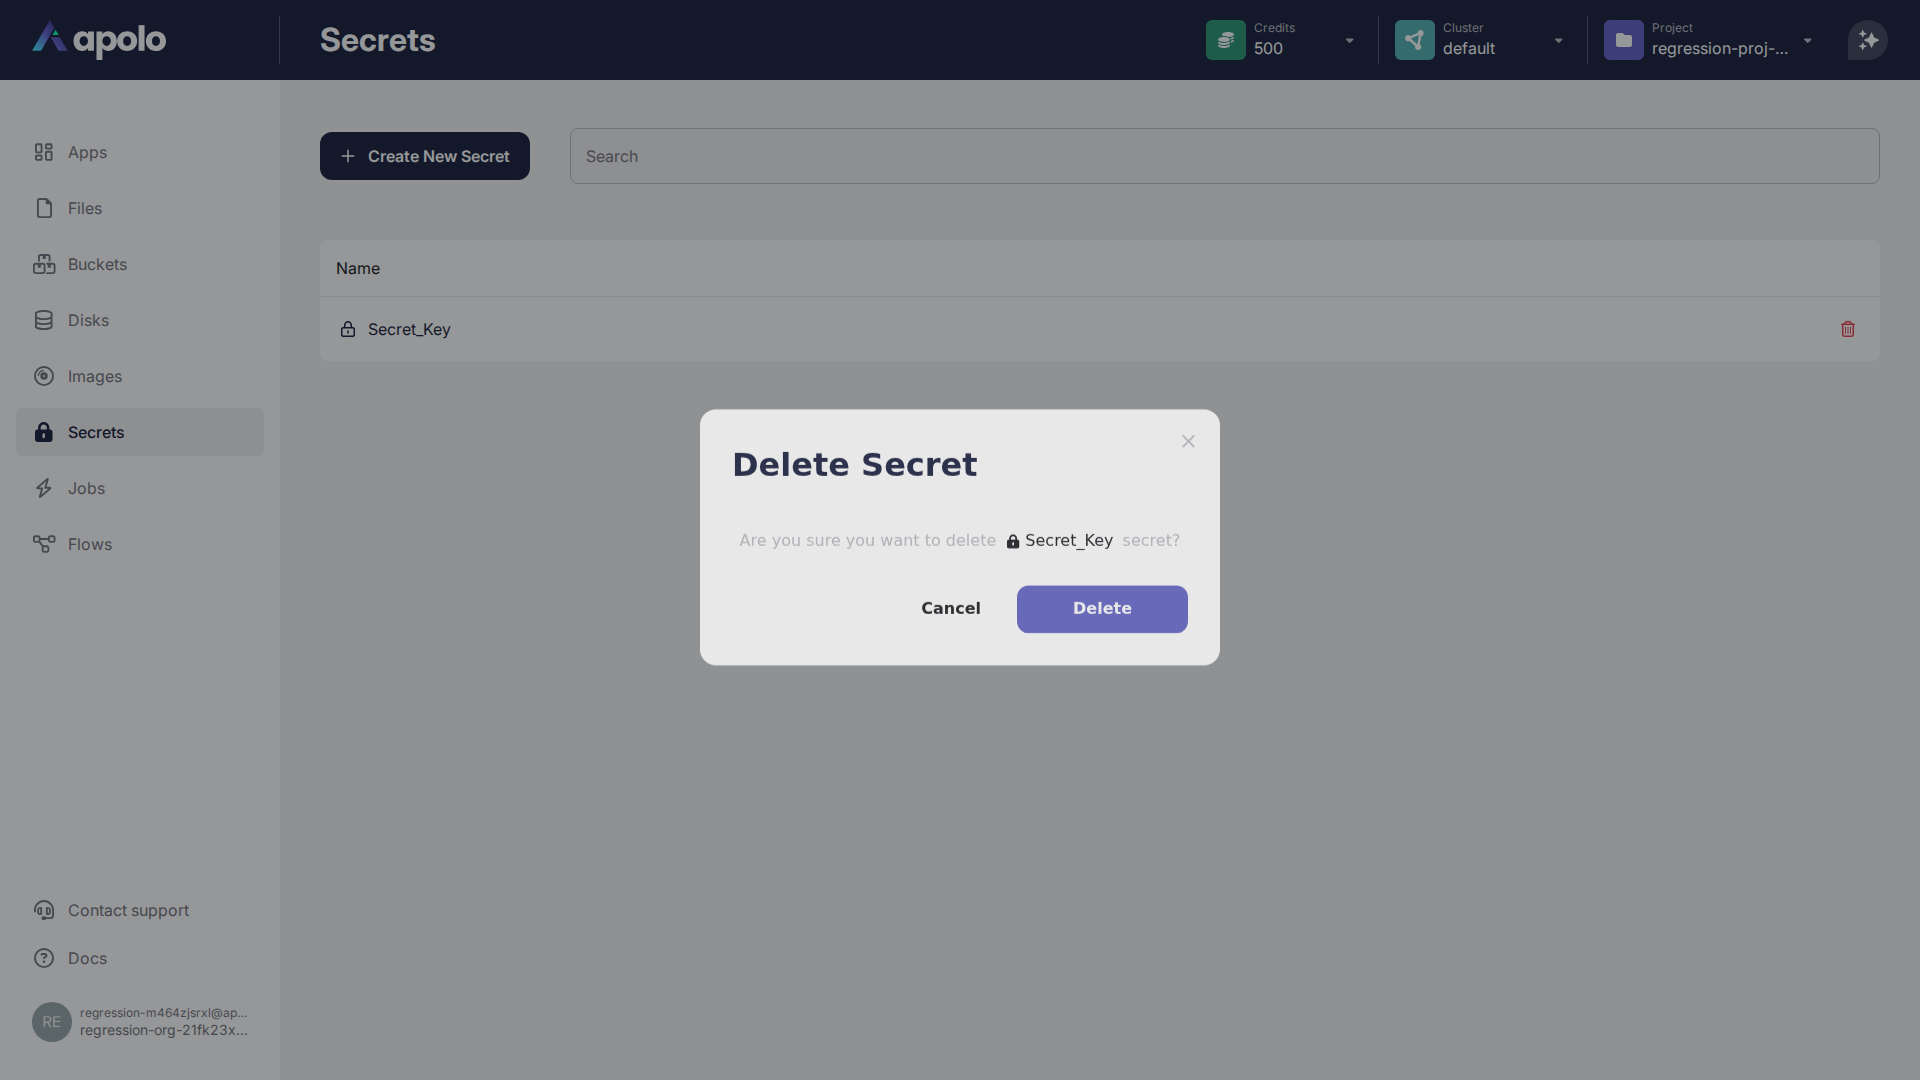 apolo
Secrets
Credits
500
Cluster
default
Project
regression-proj-...
Apps
Files
Buckets
Disks
Images
Secrets
Jobs
Flows
Contact support
Docs
RE
regression-m464zjsrxl@ap...
regression-org-21fk23x...
Create New Secret
Search
Name
Secret_Key
Delete Secret
Are you sure you want to delete Secret_Key secret?
Cancel
Delete